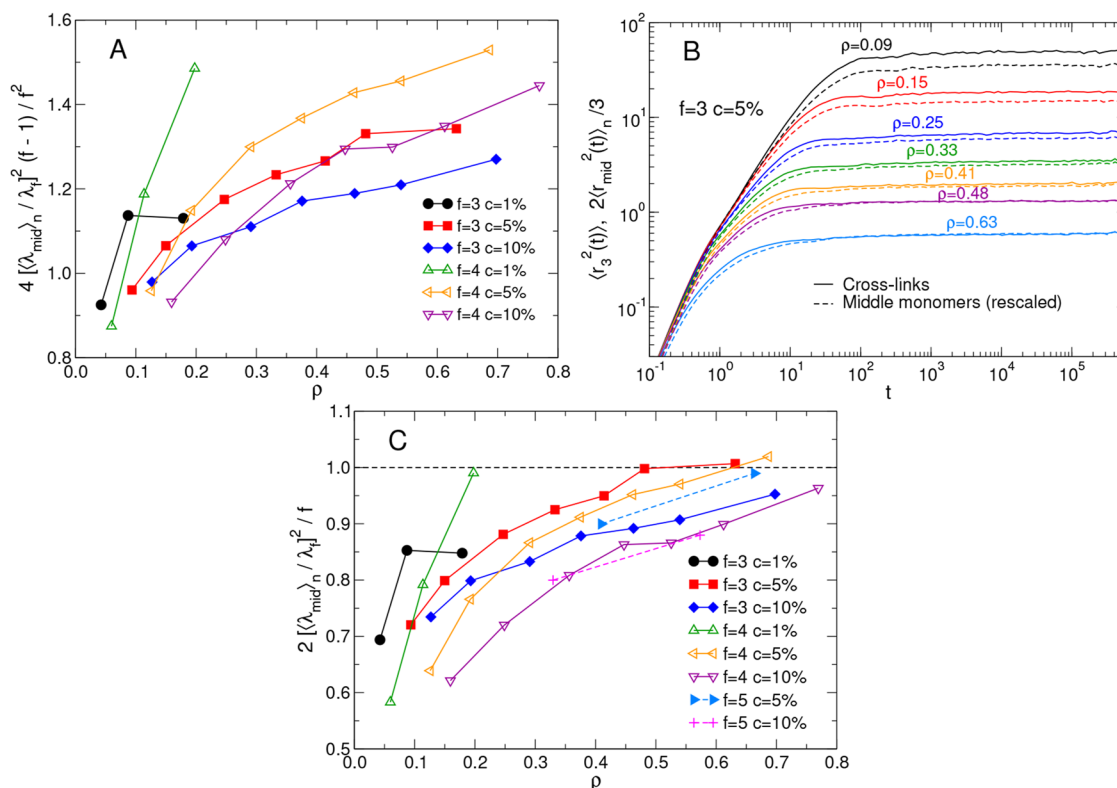 A
4 [⟨λmid⟩n / λf]² (f - 1) / f²
1.6
1.4
1.2
1.0
0.8
0.0 0.1 0.2 0.3 0.4 0.5 0.6 0.7 0.8
ρ
f=3 c=1%
f=3 c=5%
f=3 c=10%
f=4 c=1%
f=4 c=5%
f=4 c=10%
B
⟨r₃²(t)⟩, 2⟨rmid²(t)⟩n /3
10²
10¹
10⁰
10⁻¹
10⁻¹ 10⁰ 10¹ 10² 10³ 10⁴ 10⁵
t
f=3 c=5%
ρ=0.09
ρ=0.15
ρ=0.25
ρ=0.33
ρ=0.41
ρ=0.48
ρ=0.63
Cross-links
Middle monomers (rescaled)
C
2 [⟨λmid⟩n / λf]² / f
1.1
1.0
0.9
0.8
0.7
0.6
0.5
0.0 0.1 0.2 0.3 0.4 0.5 0.6 0.7 0.8
ρ
f=3 c=1%
f=3 c=5%
f=3 c=10%
f=4 c=1%
f=4 c=5%
f=4 c=10%
f=5 c=5%
f=5 c=10%